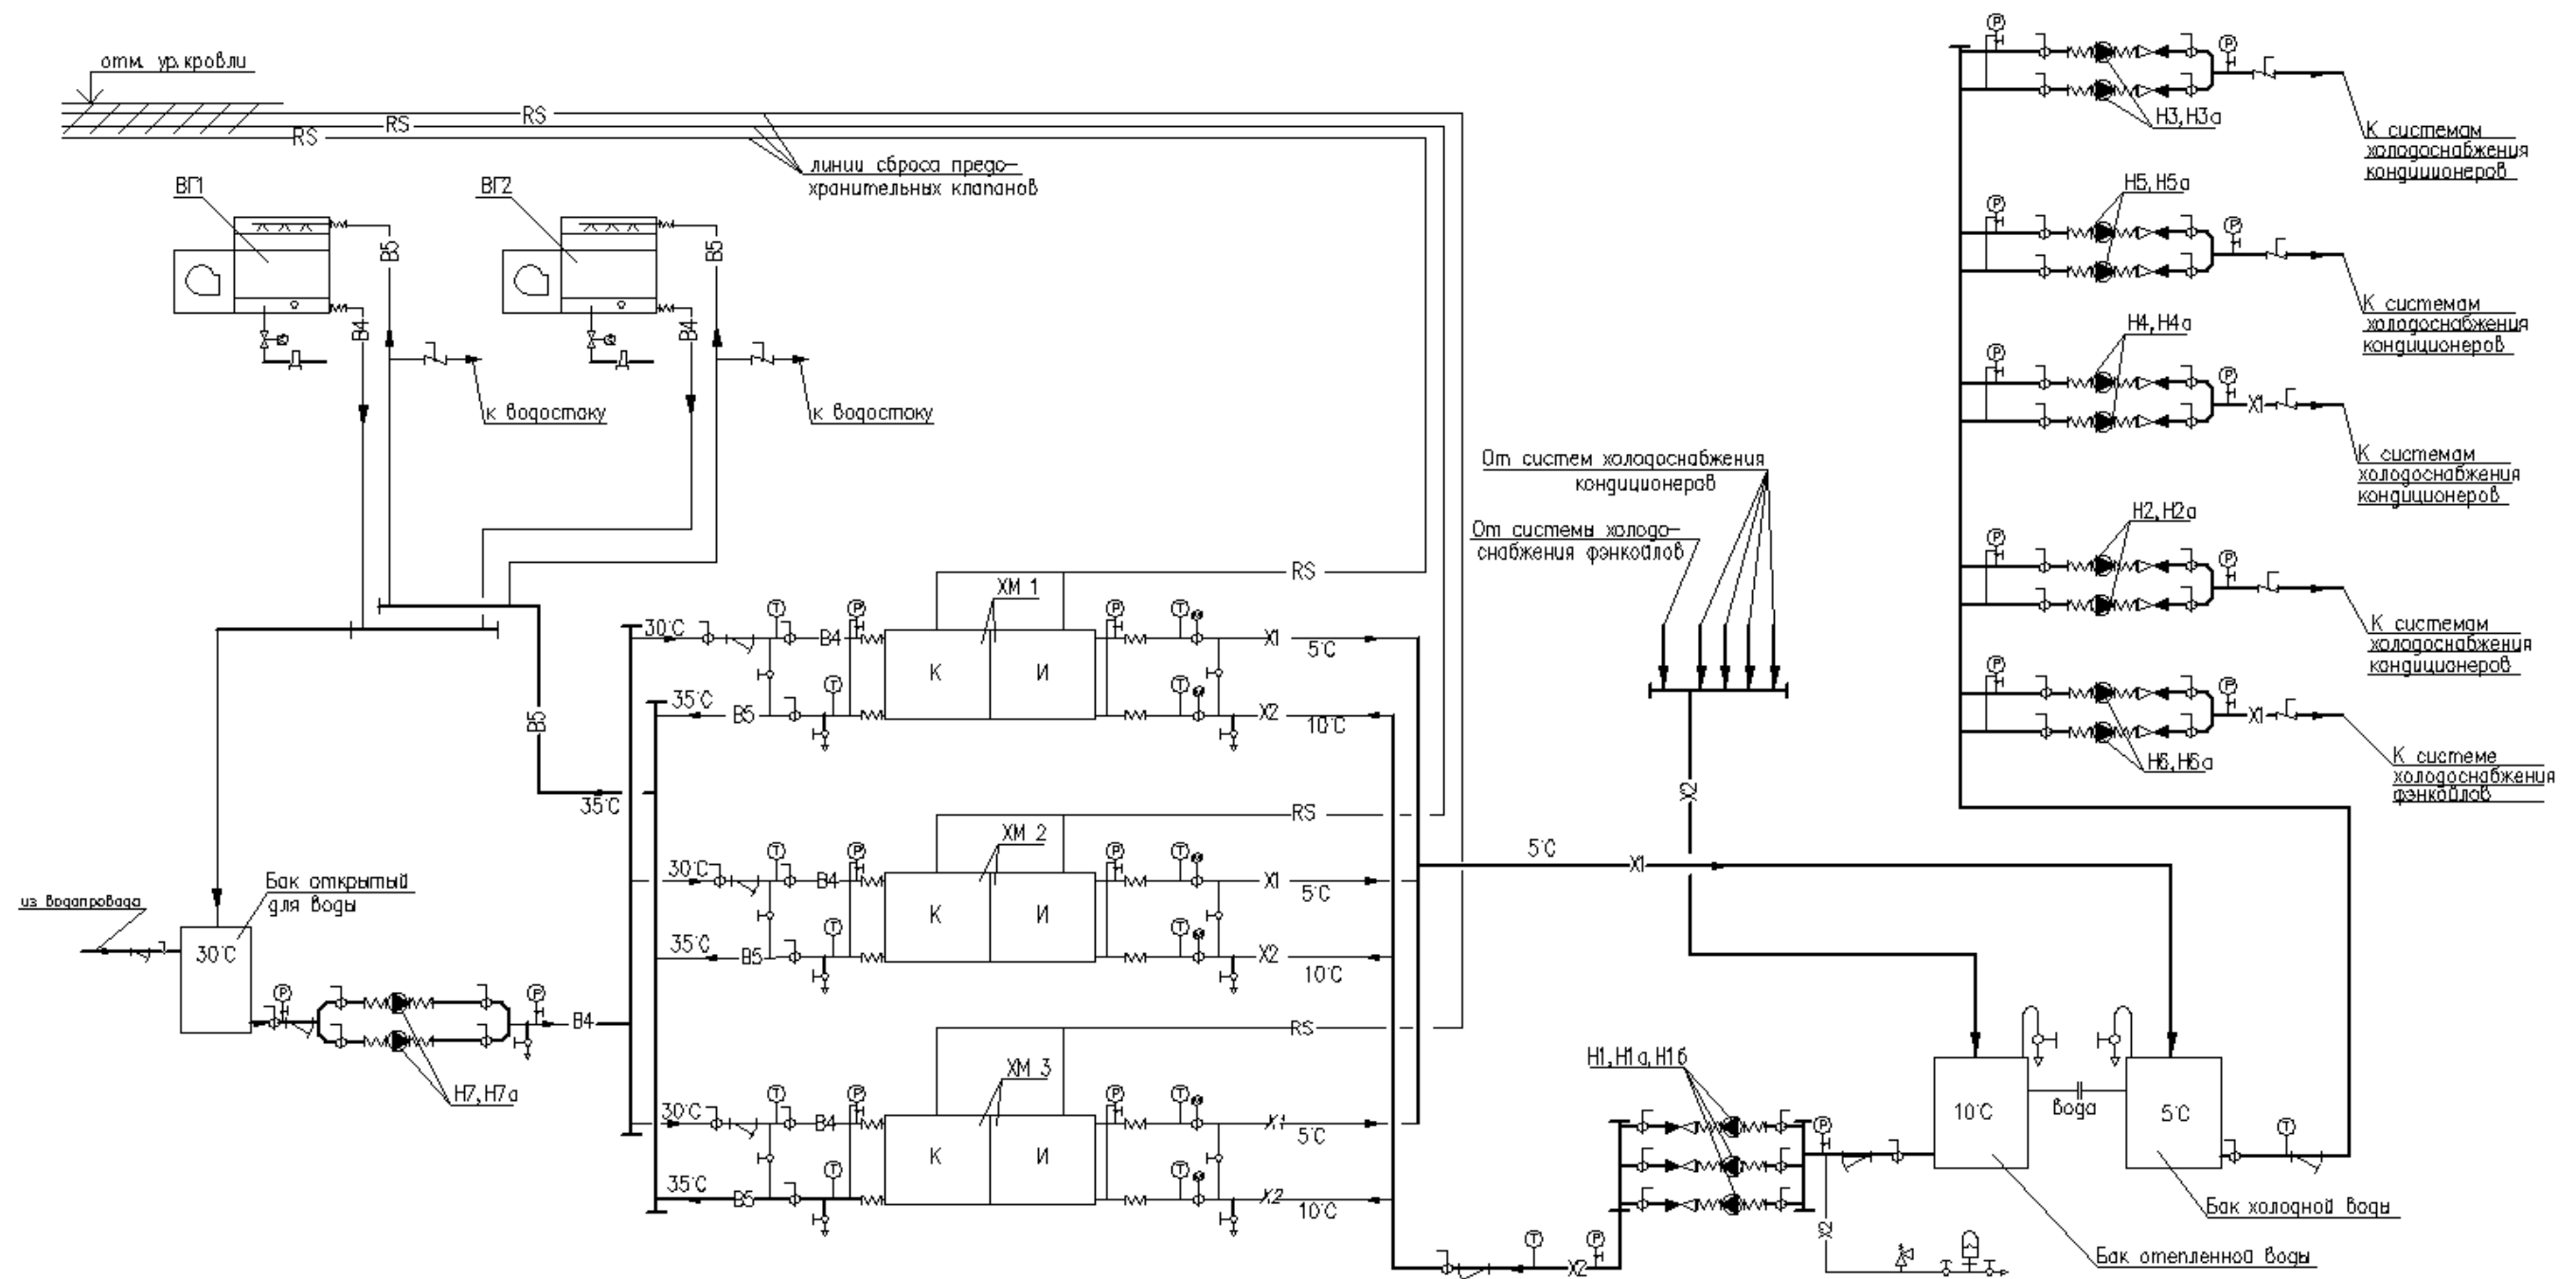 отм. ур.кровли
RS
RS
RS
линии сброса предо-
хранительных клапанов
ВГ1
ВГ2
В5
В4
В5
В4
к водостоку
к водостоку
В5
35°С
из водопровода
Бак открытый
для воды
30°С
Н7,Н7а
В4
30°С
Т
Р
В4
ХМ 1
К
И
RS
Р
Т
Х1
5°С
35°С
В5
Т
Т
Х2
10°С
30°С
Т
Р
В4
ХМ 2
К
И
RS
Р
Т
Х1
5°С
35°С
В5
Т
Т
Х2
10°С
30°С
Т
Р
В4
ХМ 3
К
И
RS
Р
Т
Х1
5°С
35°С
В5
Т
Т
Х2
10°С
От систем холодоснабжения
кондиционерав
От системы холодо-
снабжения фэнкойлов
Х2
5°С
Х1
Р
Р
Н3,Н3а
К системам
холодоснабжения
кондиционеров
Р
Р
Н5,Н5а
К системам
холодоснабжения
кондиционеров
Р
Р
Н4,Н4а
Х1
К системам
холодоснабжения
кондиционеров
Р
Р
Н2,Н2а
К системам
холодоснабжения
кандиционеров
Р
Р
Н6,Н6а
Х1
К системе
холодоснабжения
фэнкойлов
Н1,Н1а,Н1б
Р
Х2
Т
Р
Х2
10°С
вода
5°С
Т
Бак холодной воды
Бак отепленной воды
Р
Р